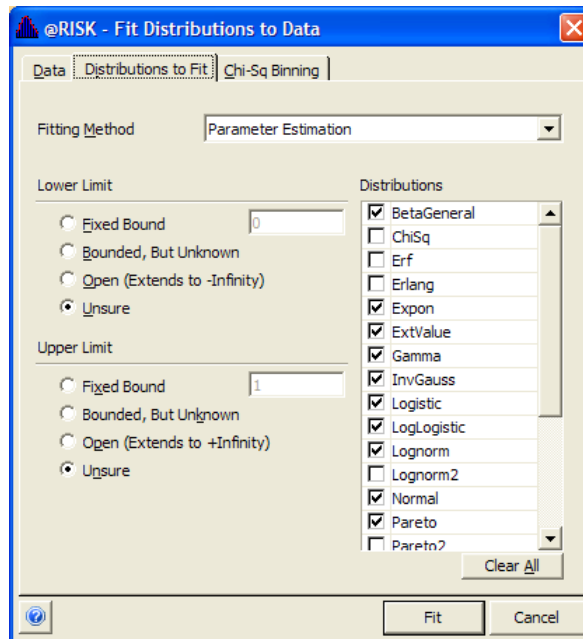 @RISK - Fit Distributions to Data
Data Distributions to Fit Chi-Sq Binning
Fitting Method Parameter Estimation
Lower Limit
Fixed Bound 0
Bounded, But Unknown
Open (Extends to -Infinity)
Unsure
Upper Limit
Fixed Bound 1
Bounded, But Unknown
Open (Extends to +Infinity)
Unsure
Distributions
BetaGeneral
ChiSq
Erf
Erlang
Expon
ExtValue
Gamma
InvGauss
Logistic
LogLogistic
Lognorm
Lognorm2
Normal
Pareto
Pareto2
Clear All
Fit Cancel